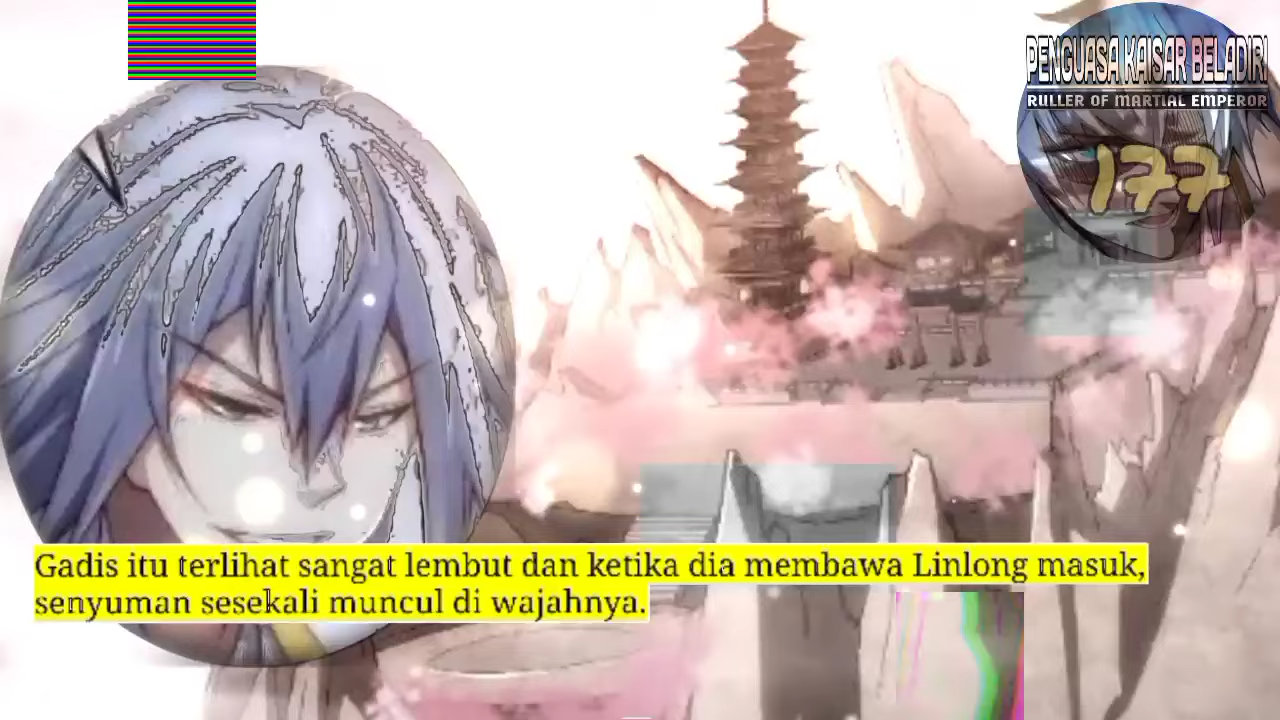 PENGUASA KAISAR BELADIRI
RULLER OF MARTIAL EMPEROR
177
Gadis itu terlihat sangat lembut dan ketika dia membawa Linlong masuk,
senyuman sesekali muncul di wajahnya.